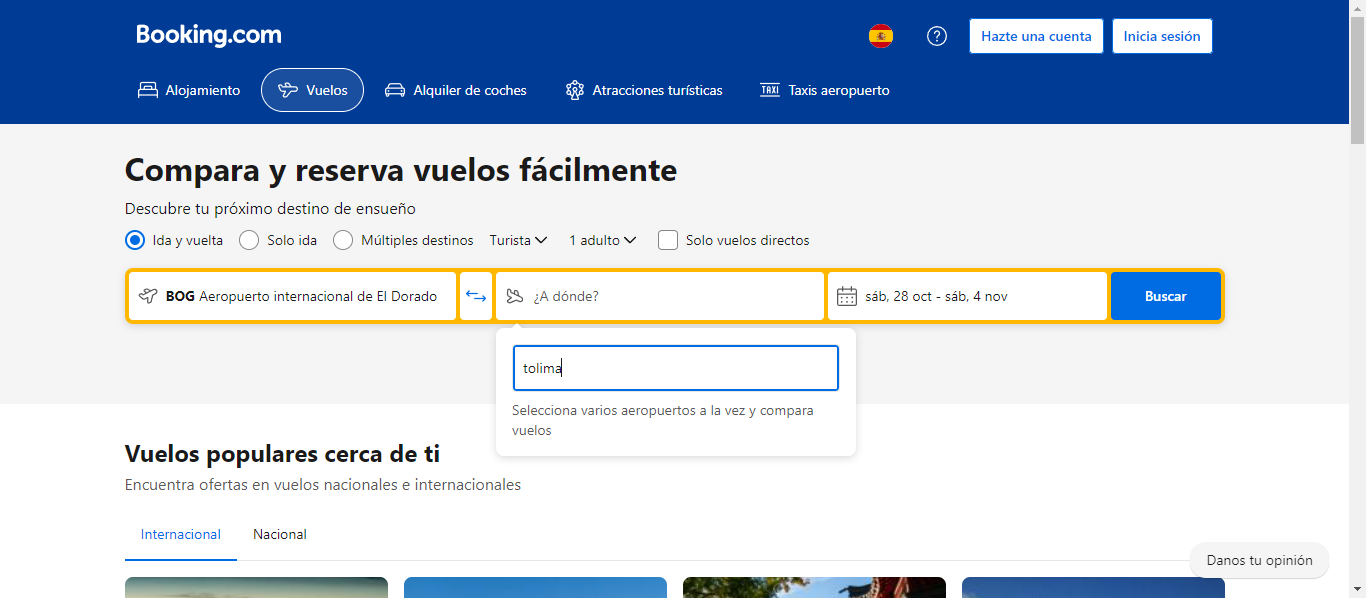 Booking.com
Hazte una cuenta
Inicia sesión
Alojamiento
Vuelos
Alquiler de coches
Atracciones turísticas
TAXI
Taxis aeropuerto
Compara y reserva vuelos fácilmente
Descubre tu próximo destino de ensueño
Ida y vuelta
Solo ida
Múltiples destinos
Turista
1 adulto
Solo vuelos directos
BOG Aeropuerto internacional de El Dorado
¿A dónde?
sáb, 28 oct - sáb, 4 nov
Buscar
tolima
Selecciona varios aeropuertos a la vez y compara
vuelos
Vuelos populares cerca de ti
Encuentra ofertas en vuelos nacionales e internacionales
Internacional
Nacional
Danos tu opinión